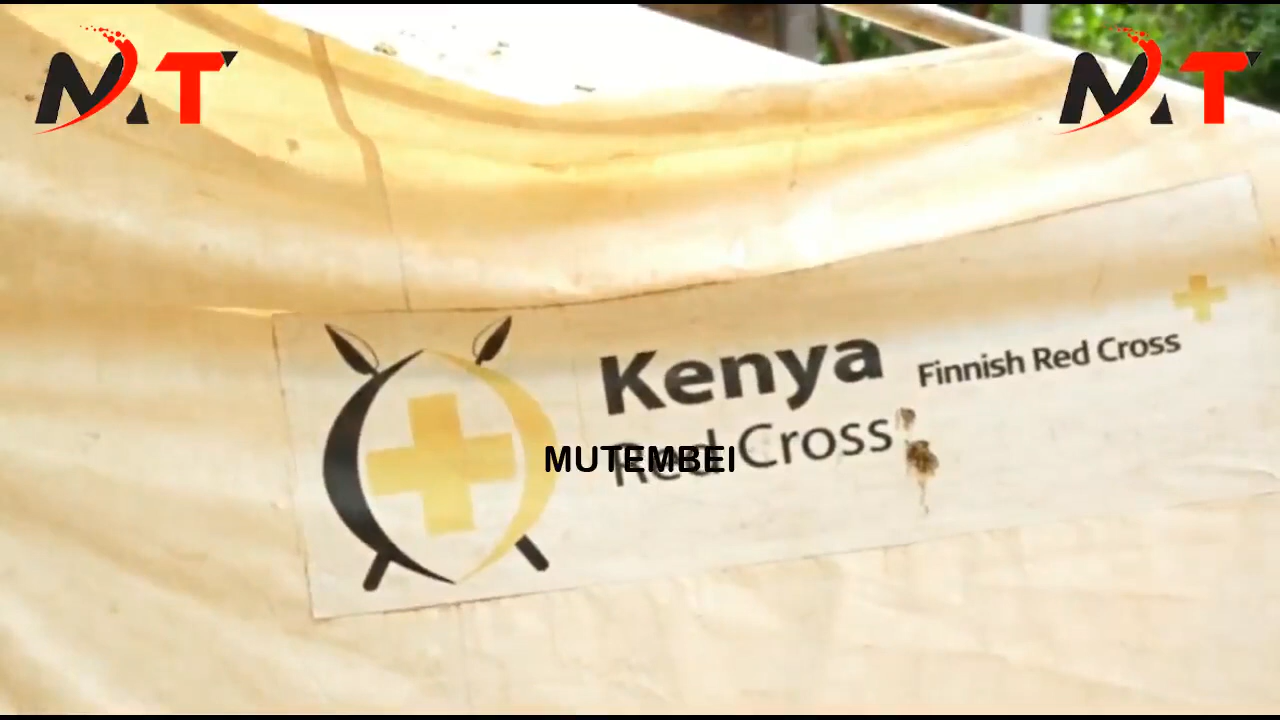 MT
MT
Kenya
Red Cross
Finnish Red Cross
MUTEMBEI